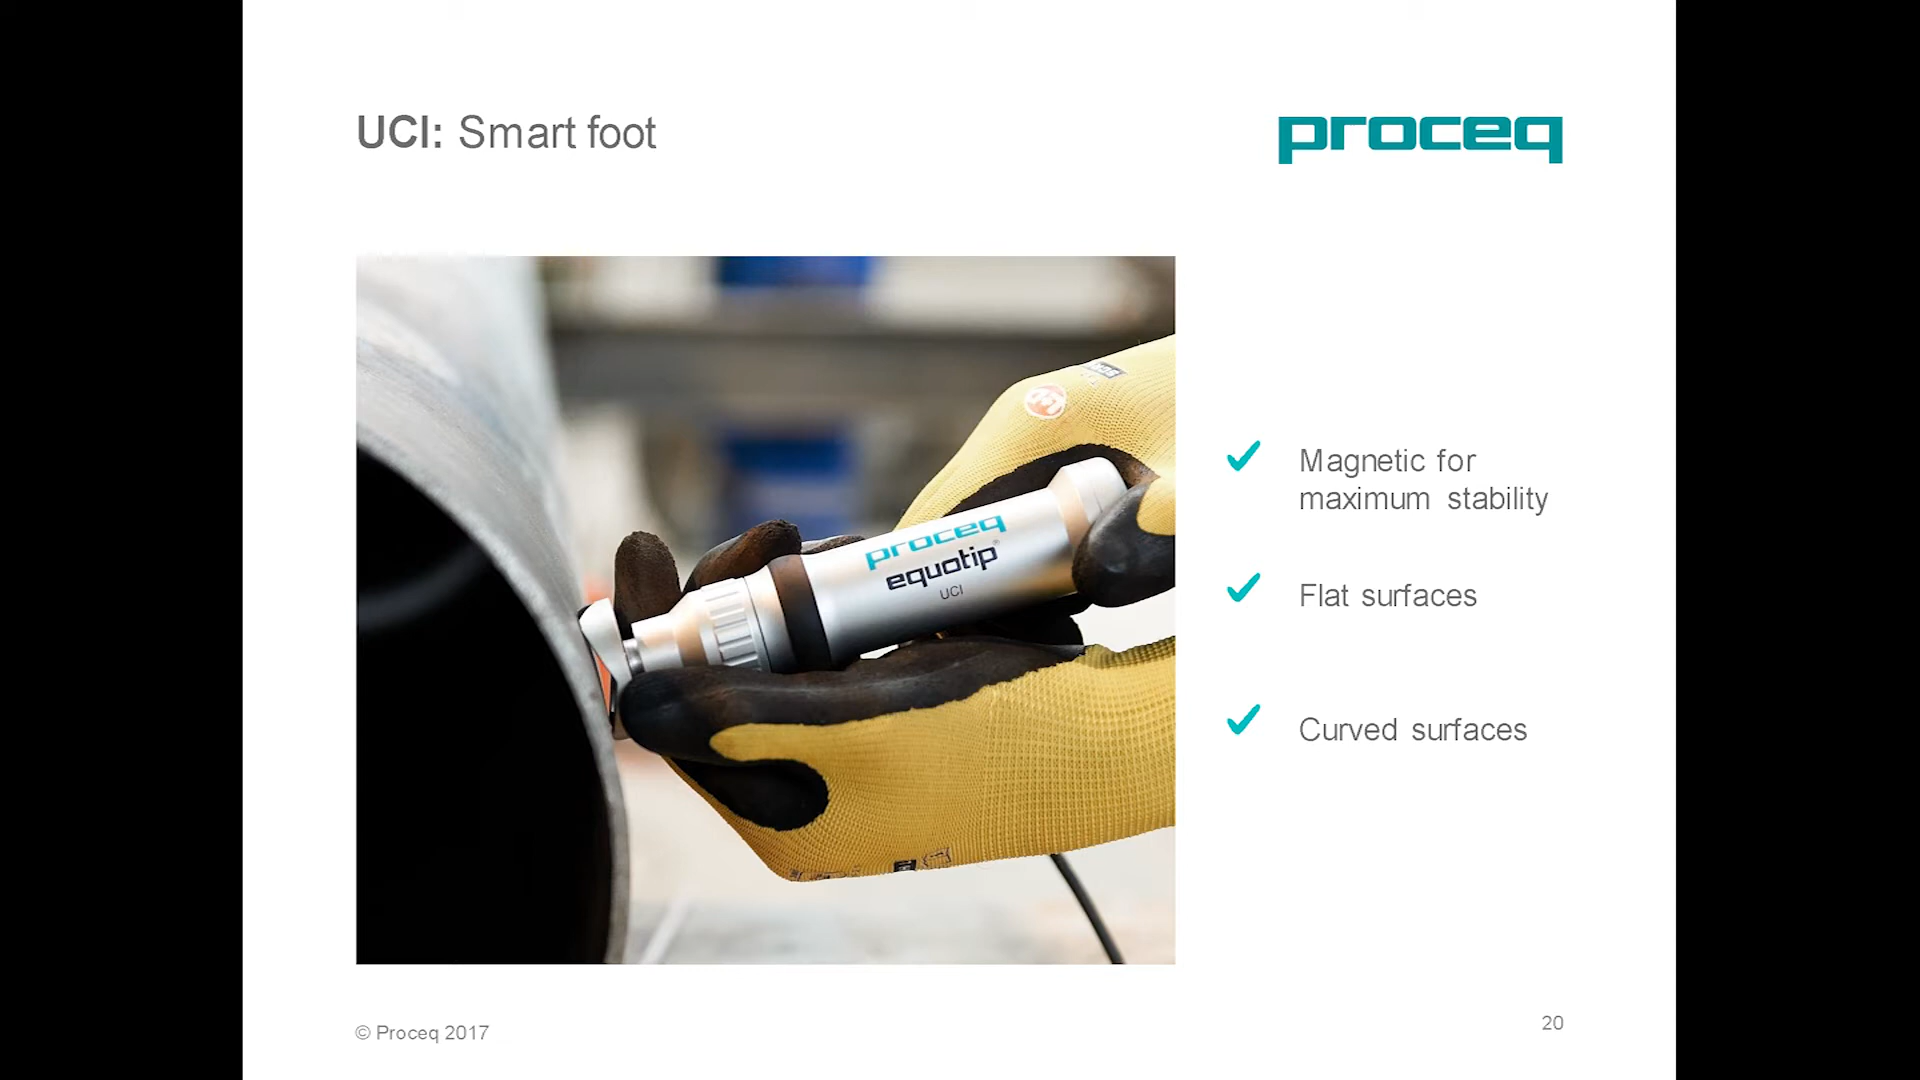 UCI: Smart foot
proceq
proceq
equotip®
UCI
Magnetic for
maximum stability
Flat surfaces
Curved surfaces
© Proceq 2017
20